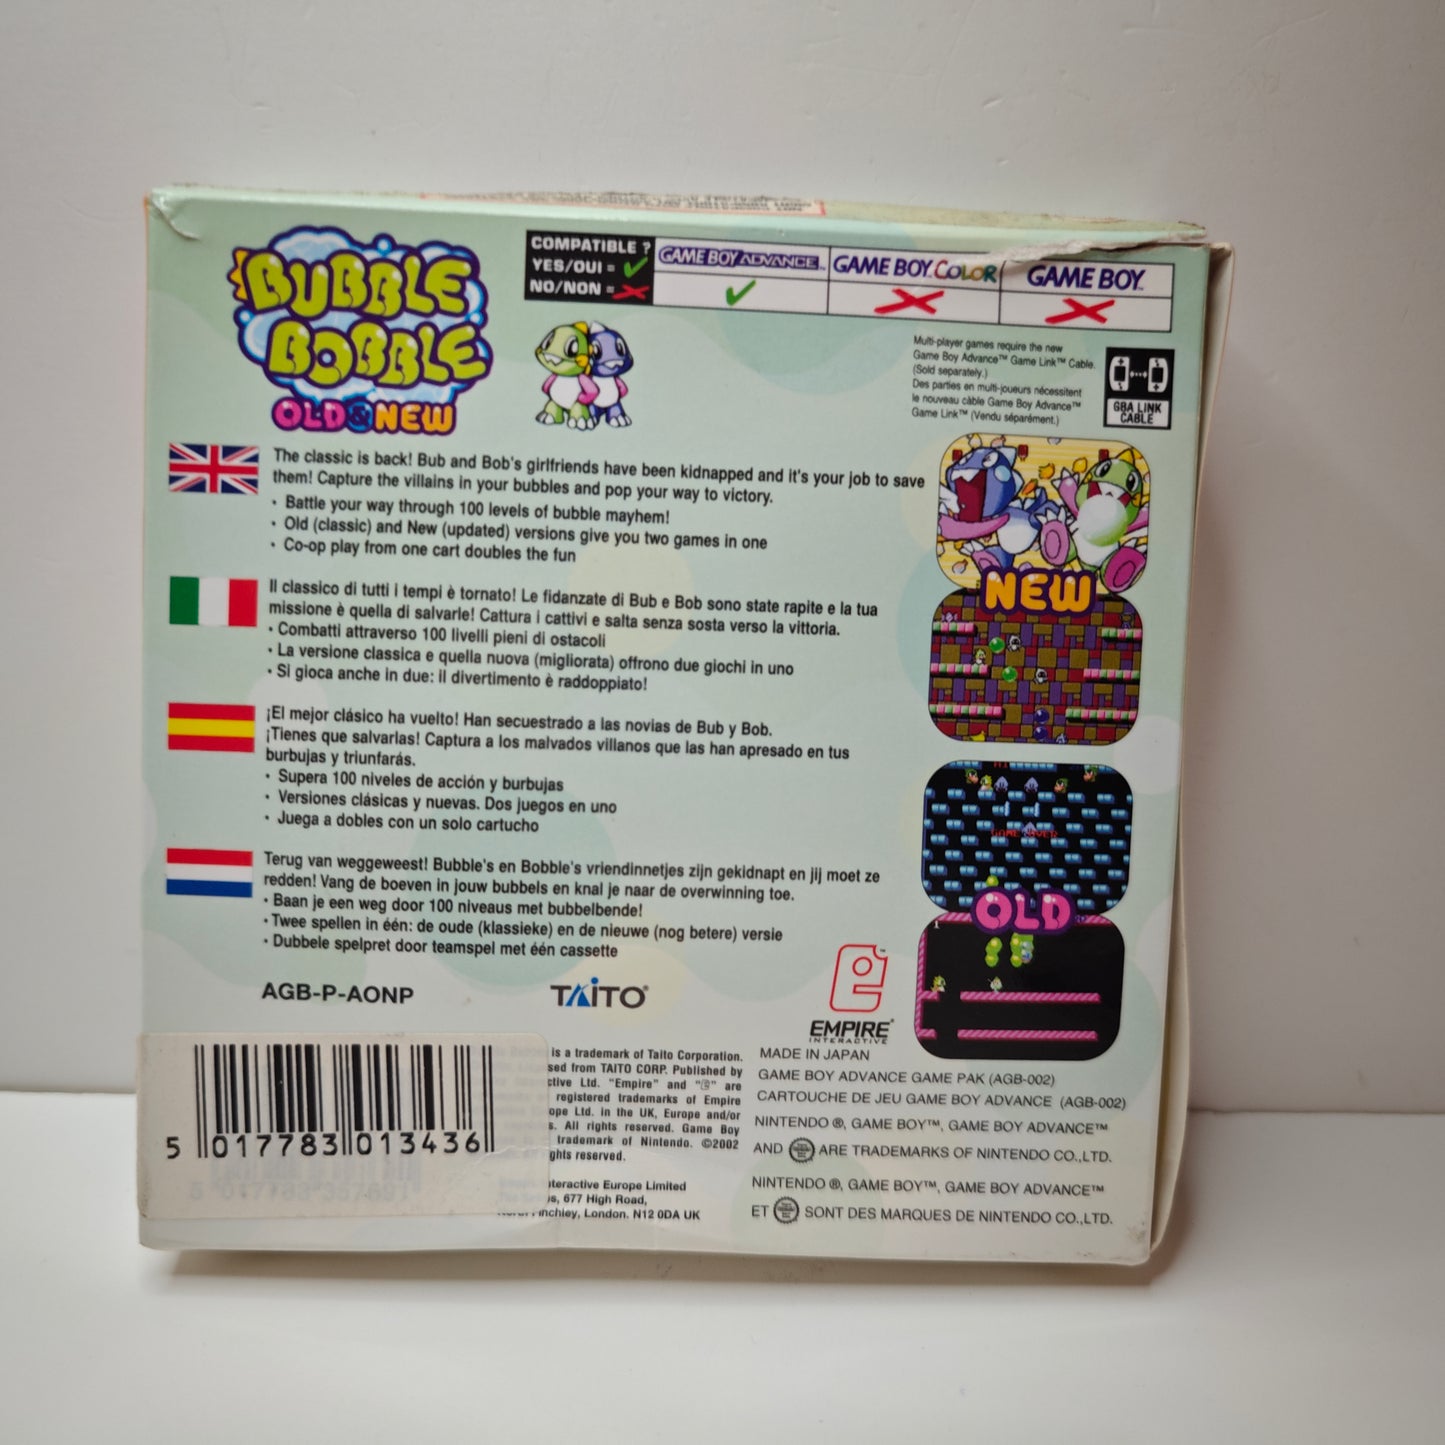 BUBBLE
BOBBLE
OLD & NEW
COMPATIBLE ?
YES/OUI =
NO/NON =
GAME BOY ADVANCE™
GAME BOY COLOR
GAME BOY
Multi-player games require the new
Game Boy Advance™ Game Link™ Cable.
(Sold separately.)
Des parties en multi-joueurs nécessitent
le nouveau câble Game Boy Advance™
Game Link™ (Vendu séparément.)
GBA LINK
CABLE
The classic is back! Bub and Bob's girlfriends have been kidnapped and it's your job to save
them! Capture the villains in your bubbles and pop your way to victory.
• Battle your way through 100 levels of bubble mayhem!
• Old (classic) and New (updated) versions give you two games in one
• Co-op play from one cart doubles the fun
Il classico di tutti i tempi è tornato! Le fidanzate di Bub e Bob sono state rapite e la tua
missione è quella di salvarle! Cattura i cattivi e salta senza sosta verso la vittoria.
• Combatti attraverso 100 livelli pieni di ostacoli
• La versione classica e quella nuova (migliorata) offrono due giochi in uno
• Si gioca anche in due: il divertimento è raddoppiato!
¡El mejor clásico ha vuelto! Han secuestrado a las novias de Bub y Bob.
¡Tienes que salvarlas! Captura a los malvados villanos que las han apresado en tus
burbujas y triunfarás.
• Supera 100 niveles de acción y burbujas
• Versiones clásicas y nuevas. Dos juegos en uno
• Juega a dobles con un solo cartucho
Terug van weggeweest! Bubble's en Bobble's vriendinnetjes zijn gekidnapt en jij moet ze
redden! Vang de boeven in jouw bubbels en knal je naar de overwinning toe.
• Baan je een weg door 100 niveaus met bubbelbende!
• Twee spellen in één: de oude (klassieke) en de nieuwe (nog betere) versie
• Dubbele spelpret door teamspel met één cassette
NEW
GAME OVER
OLD
1
AGB-P-AONP
TAITO®
EMPIRE®
INTERACTIVE
is a trademark of Taito Corporation.
sed from TAITO CORP. Published by
ctive Ltd. "Empire" and "e" are
registered trademarks of Empire
ope Ltd. in the UK, Europe and/or
s. All rights reserved. Game Boy
trademark of Nintendo. ©2002
ghts reserved.
nteractive Europe Limited
s, 677 High Road,
inchley, London. N12 0DA UK
MADE IN JAPAN
GAME BOY ADVANCE GAME PAK (AGB-002)
CARTOUCHE DE JEU GAME BOY ADVANCE (AGB-002)
NINTENDO ®, GAME BOY™, GAME BOY ADVANCE™
AND ARE TRADEMARKS OF NINTENDO CO.,LTD.
NINTENDO ®, GAME BOY™, GAME BOY ADVANCE™
ET SONT DES MARQUES DE NINTENDO CO.,LTD.
5 017783 013436